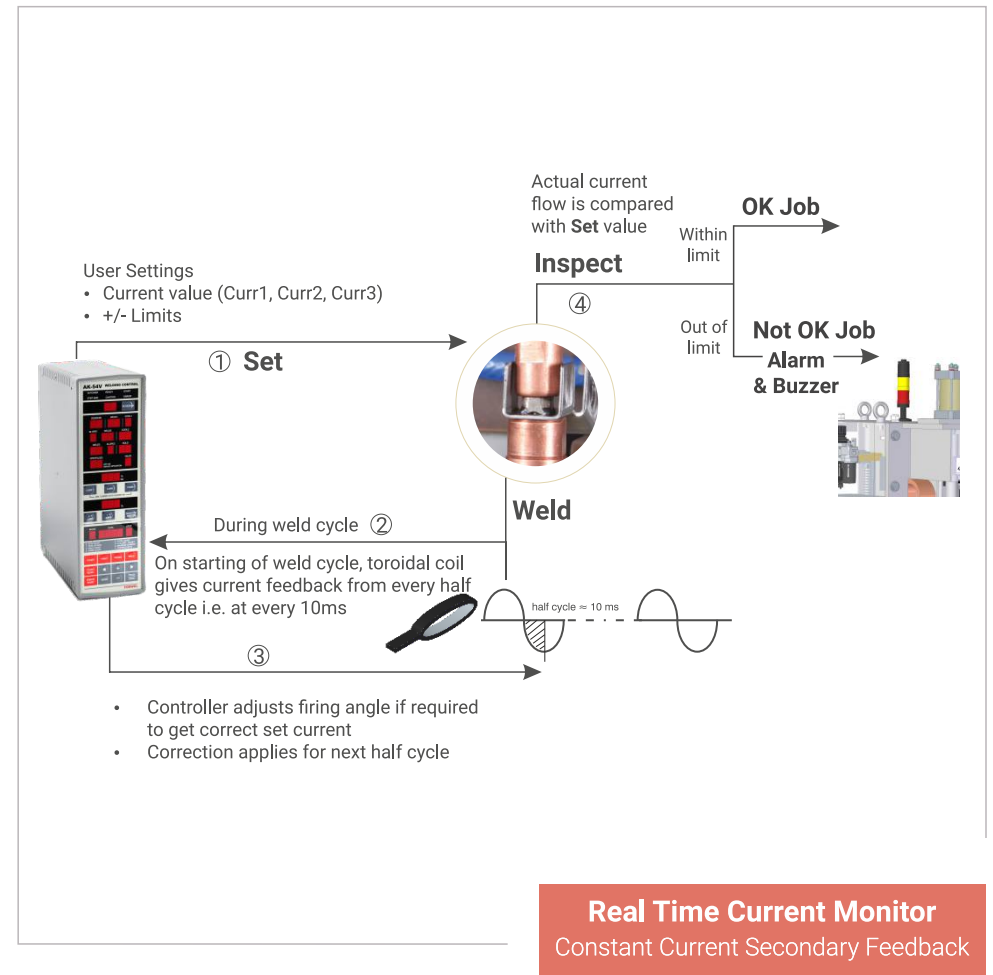 Actual current
flow is compared
with Set value
Inspect
④
Within
limit
OK Job
Out of
limit
Not OK Job
Alarm
& Buzzer
User Settings
• Current value (Curr1, Curr2, Curr3)
• +/- Limits
① Set
AK-54V WELDING CONTROL
Weld
During weld cycle ②
On starting of weld cycle, toroidal coil
gives current feedback from every half
cycle i.e. at every 10ms
half cycle ≈ 10 ms
③
• Controller adjusts firing angle if required
to get correct set current
• Correction applies for next half cycle
Real Time Current Monitor
Constant Current Secondary Feedback